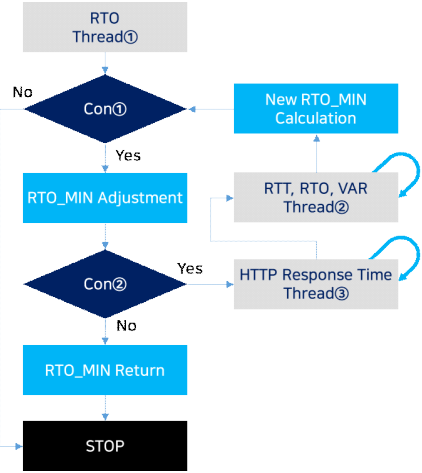 RTO
Thread①
No
Con①
New RTO_MIN
Calculation
Yes
RTO_MIN Adjustment
RTT, RTO, VAR
Thread②
Con②
Yes
HTTP Response Time
Thread③
No
RTO_MIN Return
STOP